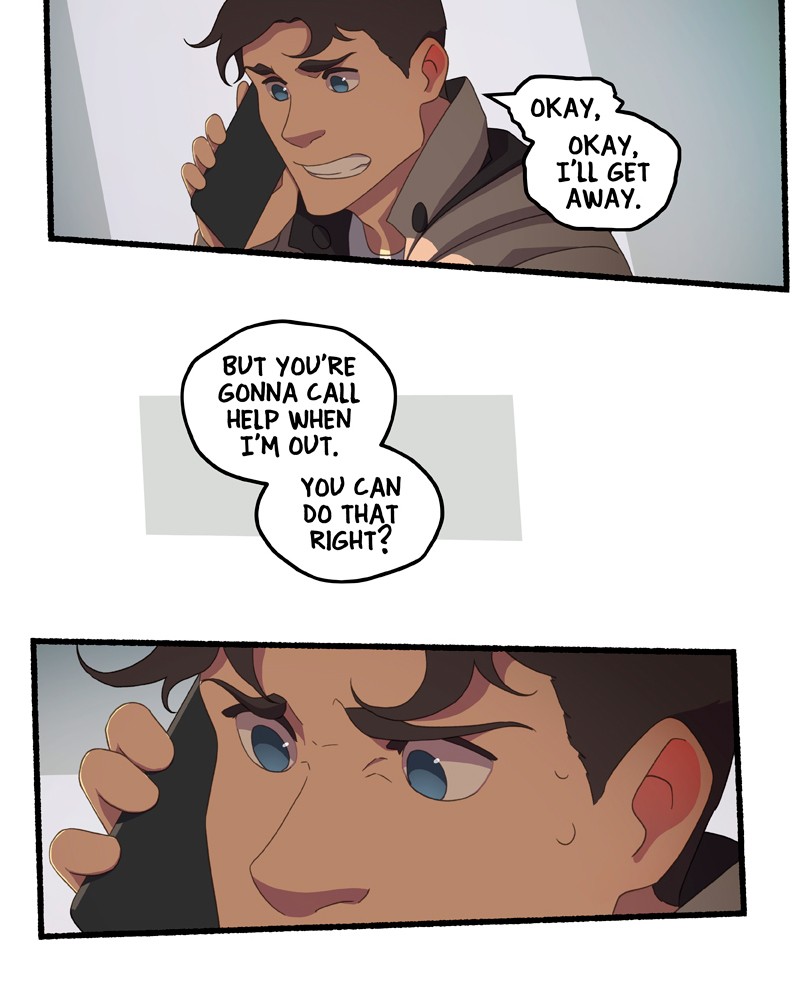 OKAY,
OKAY,
I'LL GET
AWAY.
BUT YOU'RE
GONNA CALL
HELP WHEN
I'M OUT.
YOU CAN
DO THAT
RIGHT?